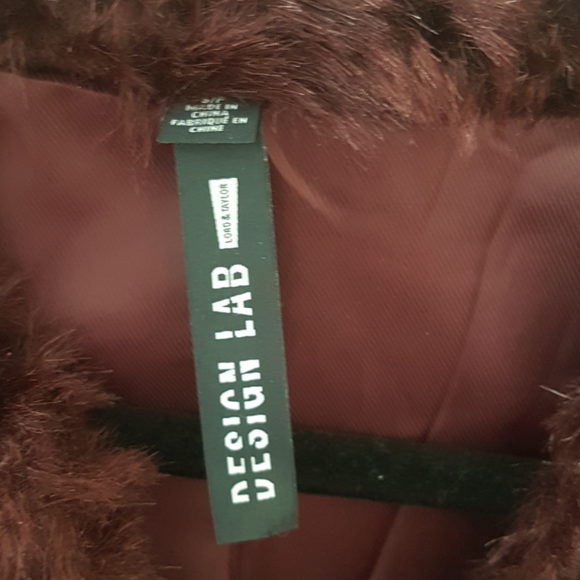 MADE IN
CHINA
FABRIQUÉ EN
CHINE
LORD & TAYLOR
DESIGN LAB